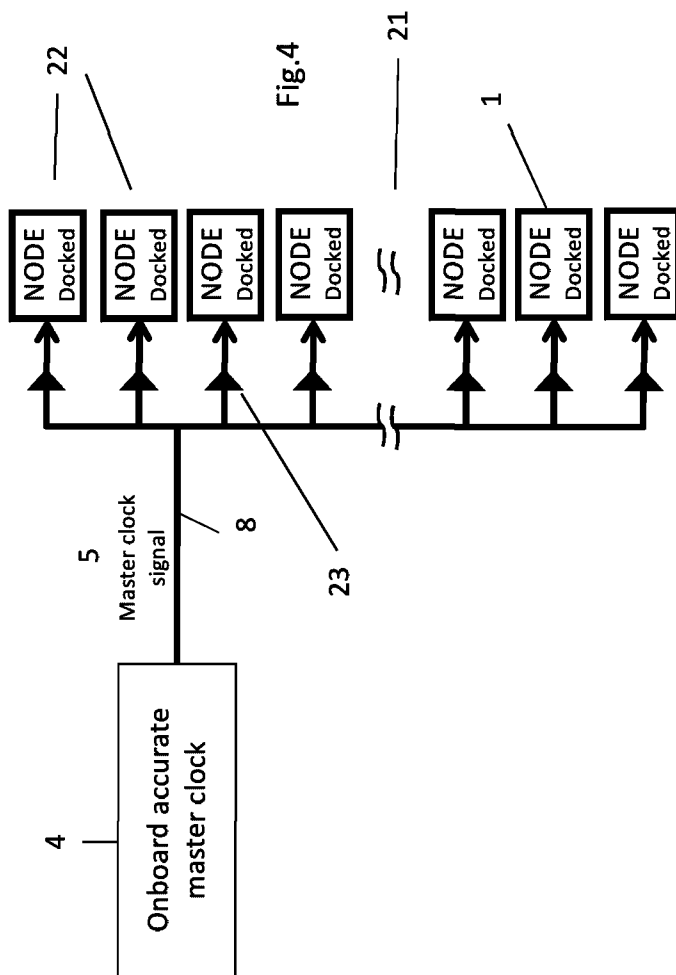 4
Onboard accurate
master clock
5
Master clock
signal
8
23
NODE
Docked
NODE
Docked
NODE
Docked
NODE
Docked
NODE
Docked
NODE
Docked
NODE
Docked
22
Fig.4
21
1